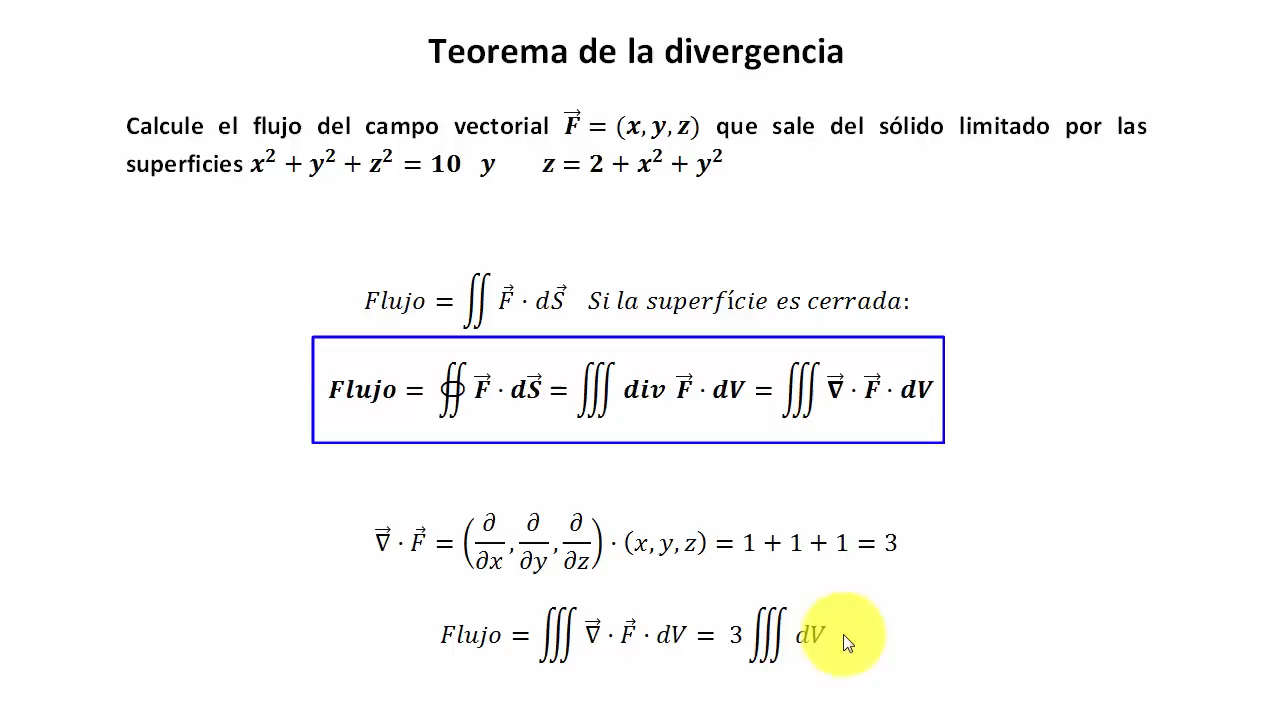 Teorema de la divergencia
Calcule el flujo del campo vectorial F⃗ = (x, y, z) que sale del sólido limitado por las
superficies x² + y² + z² = 10 y z = 2 + x² + y²
Flujo = ∬ F⃗ · dS⃗ Si la superfície es cerrada:
Flujo = ∯ F⃗ · dS⃗ = ∭ div F⃗ · dV = ∭ ∇⃗ · F⃗ · dV
∇⃗ · F⃗ = (∂/∂x, ∂/∂y, ∂/∂z) · (x, y, z) = 1 + 1 + 1 = 3
Flujo = ∭ ∇⃗ · F⃗ · dV = 3 ∭ dV